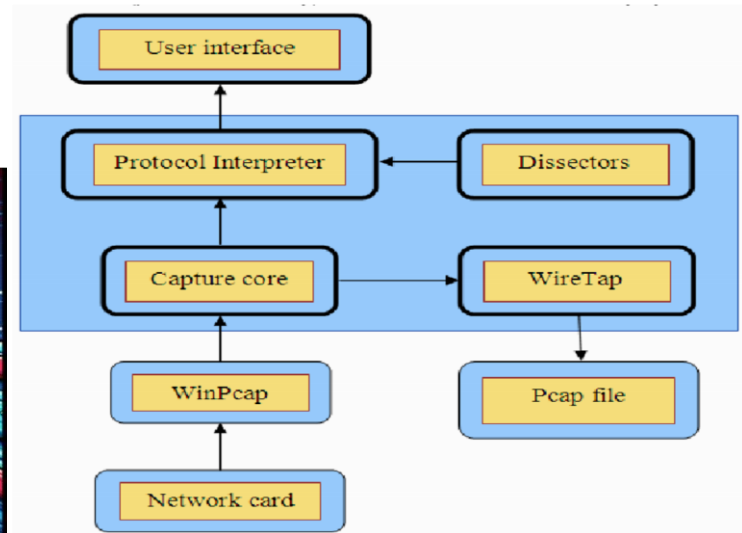 User interface
Protocol Interpreter
Dissectors
Capture core
WireTap
WinPcap
Pcap file
Network card